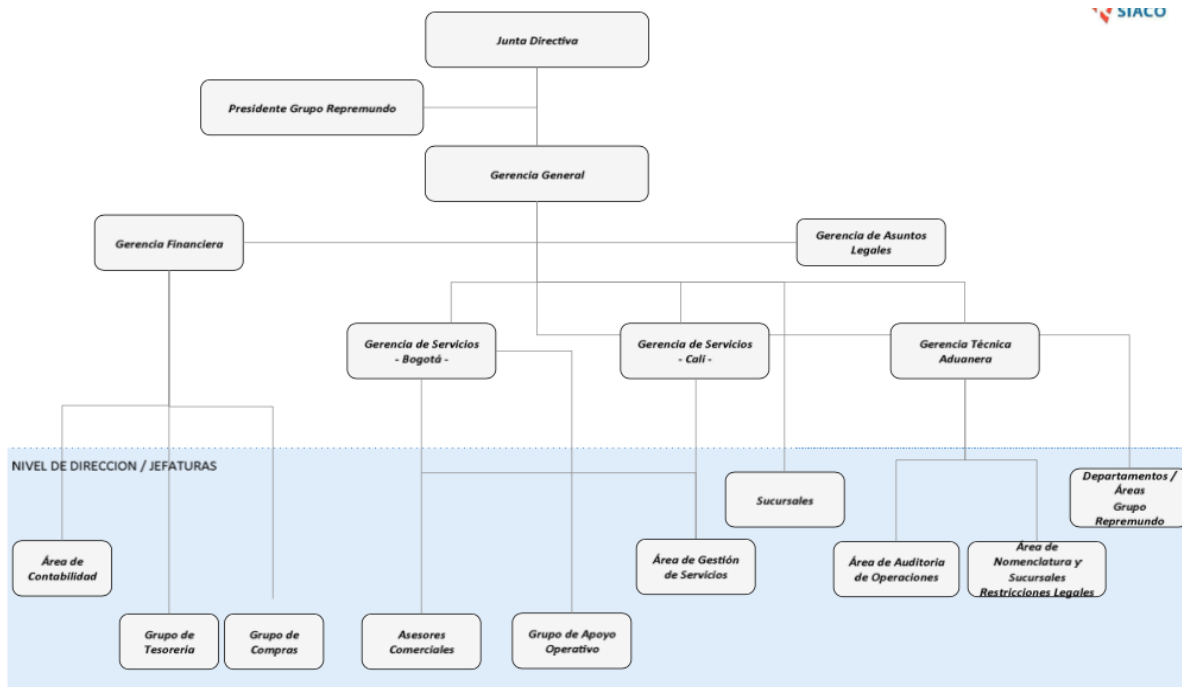 SIACO
Junta Directiva
Presidente Grupo Repremundo
Gerencia General
Gerencia Financiera
Gerencia de Asuntos
Legales
Gerencia de Servicios
- Bogotá -
Gerencia de Servicios
- Cali -
Gerencia Técnica
Aduanera
NIVEL DE DIRECCION / JEFATURAS
Departamentos /
Áreas
Grupo
Repremundo
Sucursales
Área de
Contabilidad
Área de Gestión
de Servicios
Área de Auditoria
de Operaciones
Área de
Nomenclatura y
Sucursales
Restricciones Legales
Grupo de
Tesoreria
Grupo de
Compras
Asesores
Comerciales
Grupo de Apoyo
Operativo